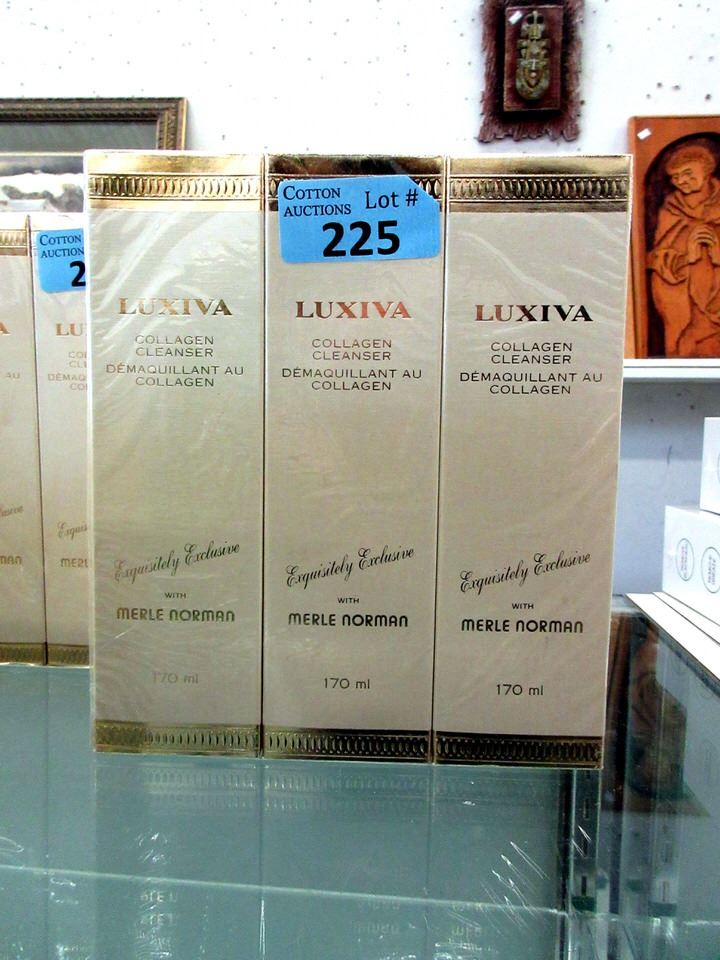 COTTON
AUCTIONS Lot #
225
LUXIVA
COLLAGEN
CLEANSER
DÉMAQUILLANT AU
COLLAGEN
Exquisitely Exclusive
WITH
MERLE NORMAN
170 ml
LUXIVA
COLLAGEN
CLEANSER
DÉMAQUILLANT AU
COLLAGEN
Exquisitely Exclusive
WITH
MERLE NORMAN
170 ml
LUXIVA
COLLAGEN
CLEANSER
DÉMAQUILLANT AU
COLLAGEN
Exquisitely Exclusive
WITH
MERLE NORMAN
170 ml
COTTON
AUCTION
2
LU